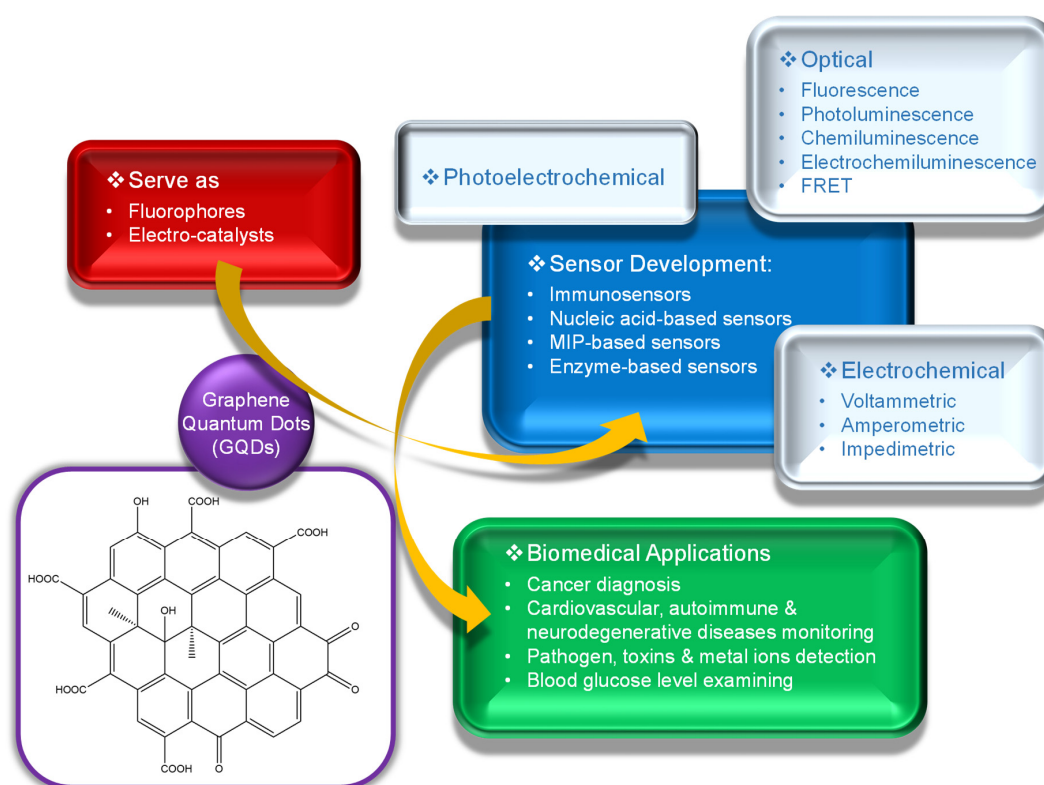 ❖ Optical
• Fluorescence
• Photoluminescence
• Chemiluminescence
• Electrochemiluminescence
• FRET
❖ Photoelectrochemical
❖ Serve as
• Fluorophores
• Electro-catalysts
❖ Sensor Development:
• Immunosensors
• Nucleic acid-based sensors
• MIP-based sensors
• Enzyme-based sensors
❖ Electrochemical
• Voltammetric
• Amperometric
• Impedimetric
Graphene
Quantum Dots
(GQDs)
OH
COOH
COOH
HOOC
OH
O
O
HOOC
COOH
O
❖ Biomedical Applications
• Cancer diagnosis
• Cardiovascular, autoimmune &
neurodegenerative diseases monitoring
• Pathogen, toxins & metal ions detection
• Blood glucose level examining